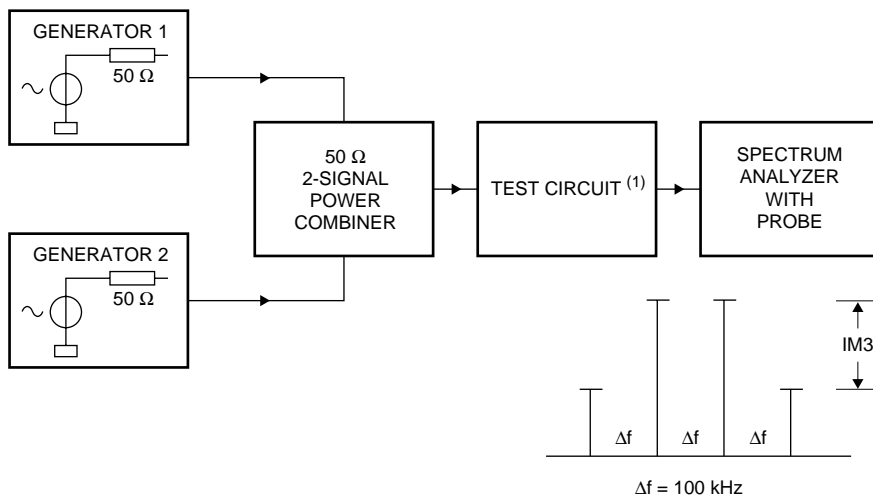 GENERATOR 1
50 Ω
50 Ω
2-SIGNAL
POWER
COMBINER
TEST CIRCUIT (1)
SPECTRUM
ANALYZER
WITH
PROBE
GENERATOR 2
50 Ω
IM3
Δf Δf Δf
Δf = 100 kHz